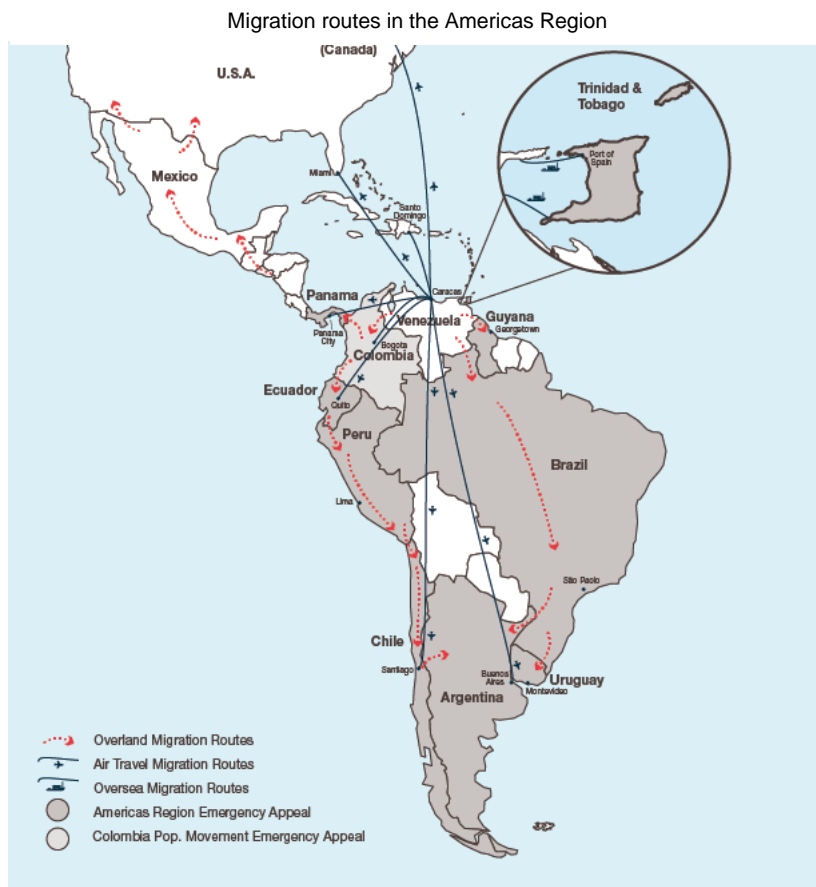 Migration routes in the Americas Region
(Canada)
U.S.A.
Trinidad &
Tobago
Port of
Spain
Miami
Mexico
Santo
Domingo
Caracas
Panama
Panama
City
Venezuela
Guyana
Georgetown
Bogota
Colombia
Ecuador
Quito
Peru
Brazil
Lima
São Paolo
Chile
Santiago
Buenos
Aires
Uruguay
Montevideo
Argentina
Overland Migration Routes
Air Travel Migration Routes
Oversea Migration Routes
Americas Region Emergency Appeal
Colombia Pop. Movement Emergency Appeal